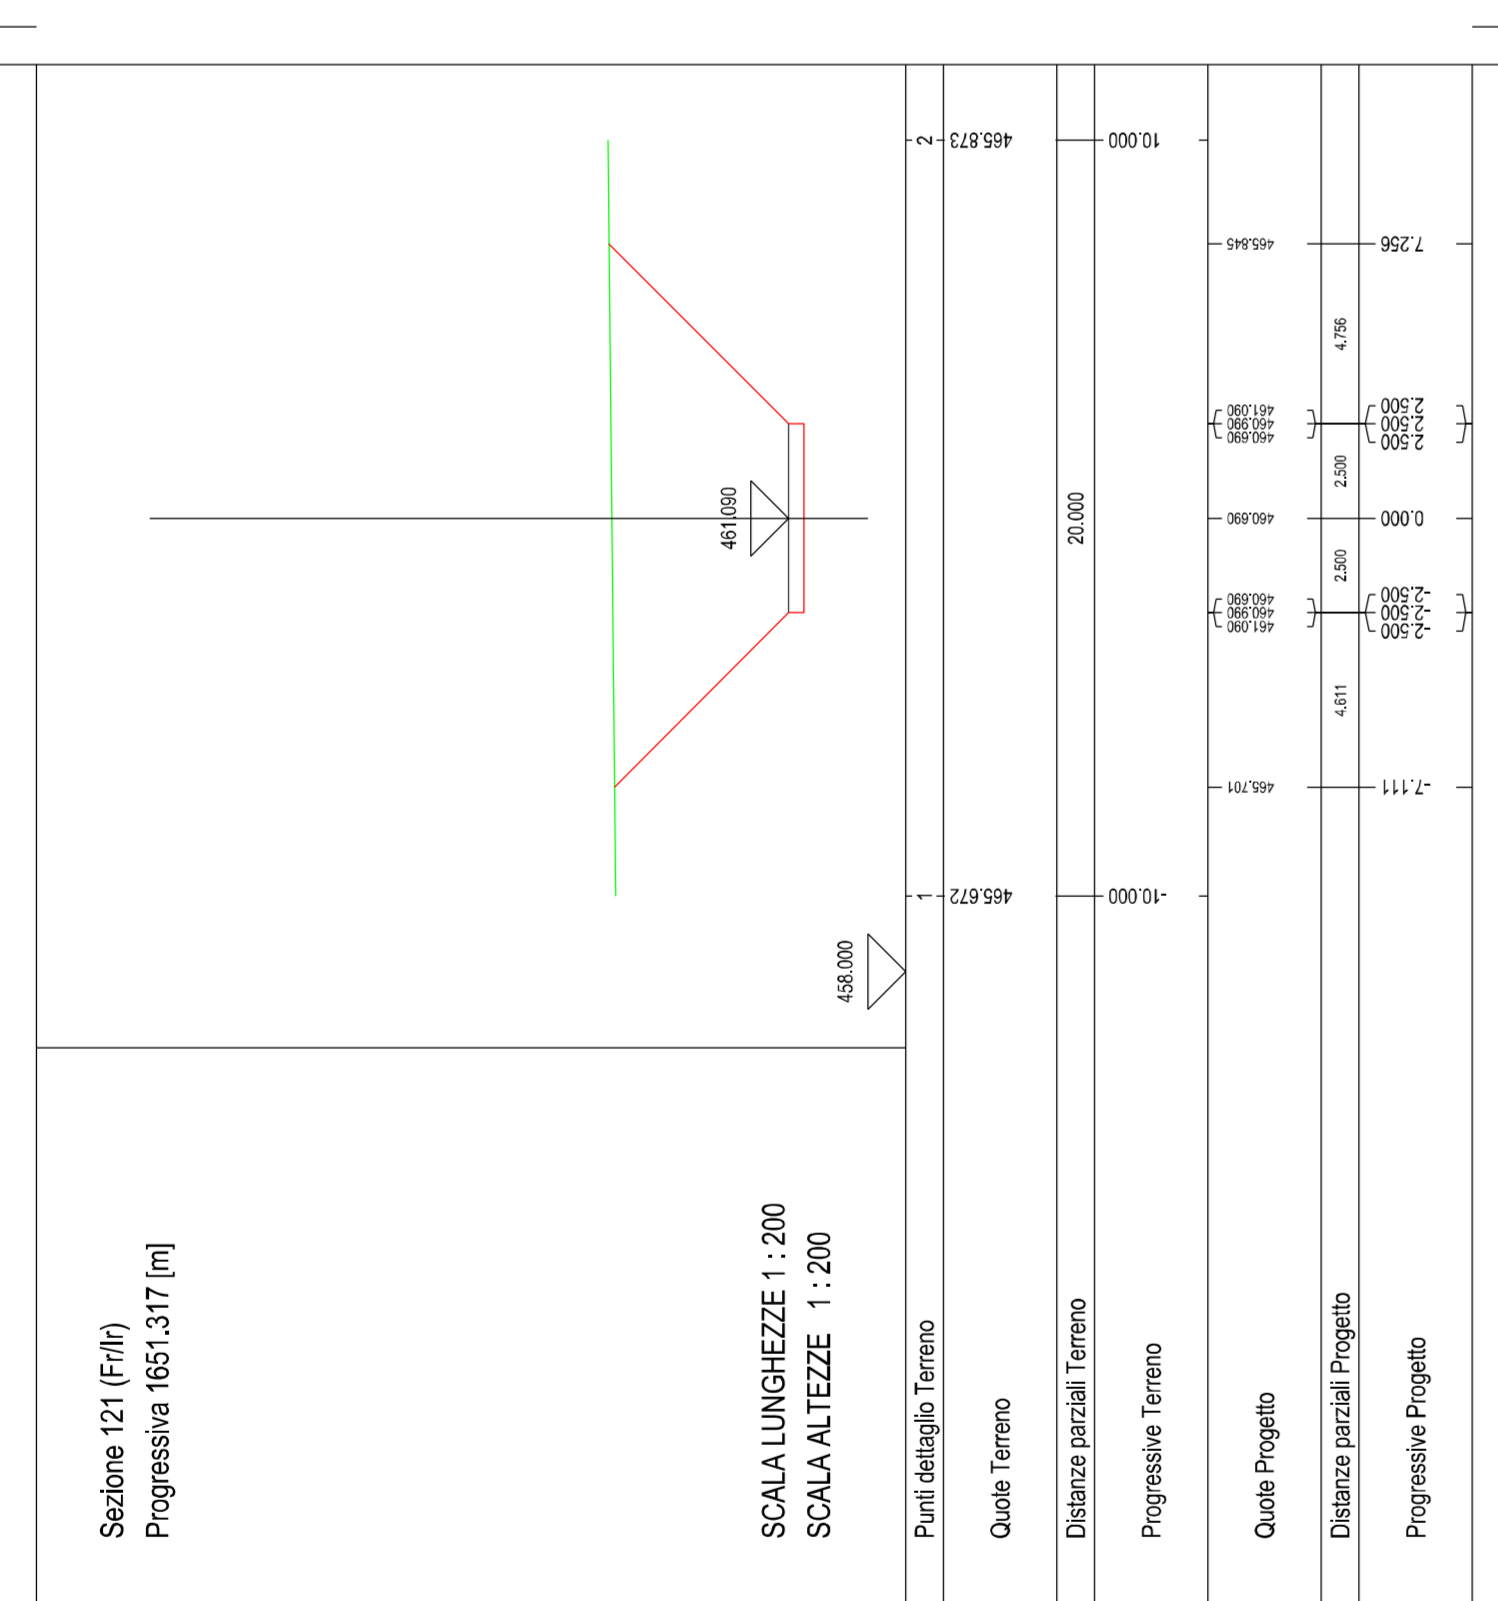 Sezione 121 (Fr/Ir)
Progressiva 1651.317 [m]
461.090
458.000
SCALA LUNGHEZZE 1 : 200
SCALA ALTEZZE 1 : 200
Punti dettaglio Terreno 1 2
Quote Terreno 465.672 465.873
Distanze parziali Terreno 20.000
Progressive Terreno -10.000 10.000
Quote Progetto 465.701 461.090 460.990 460.690 460.690 460.690 460.990 461.090 465.845
Distanze parziali Progetto 4.611 2.500 2.500 4.756
Progressive Progetto -7.111 -2.500 -2.500 -2.500 0.000 2.500 2.500 2.500 7.256